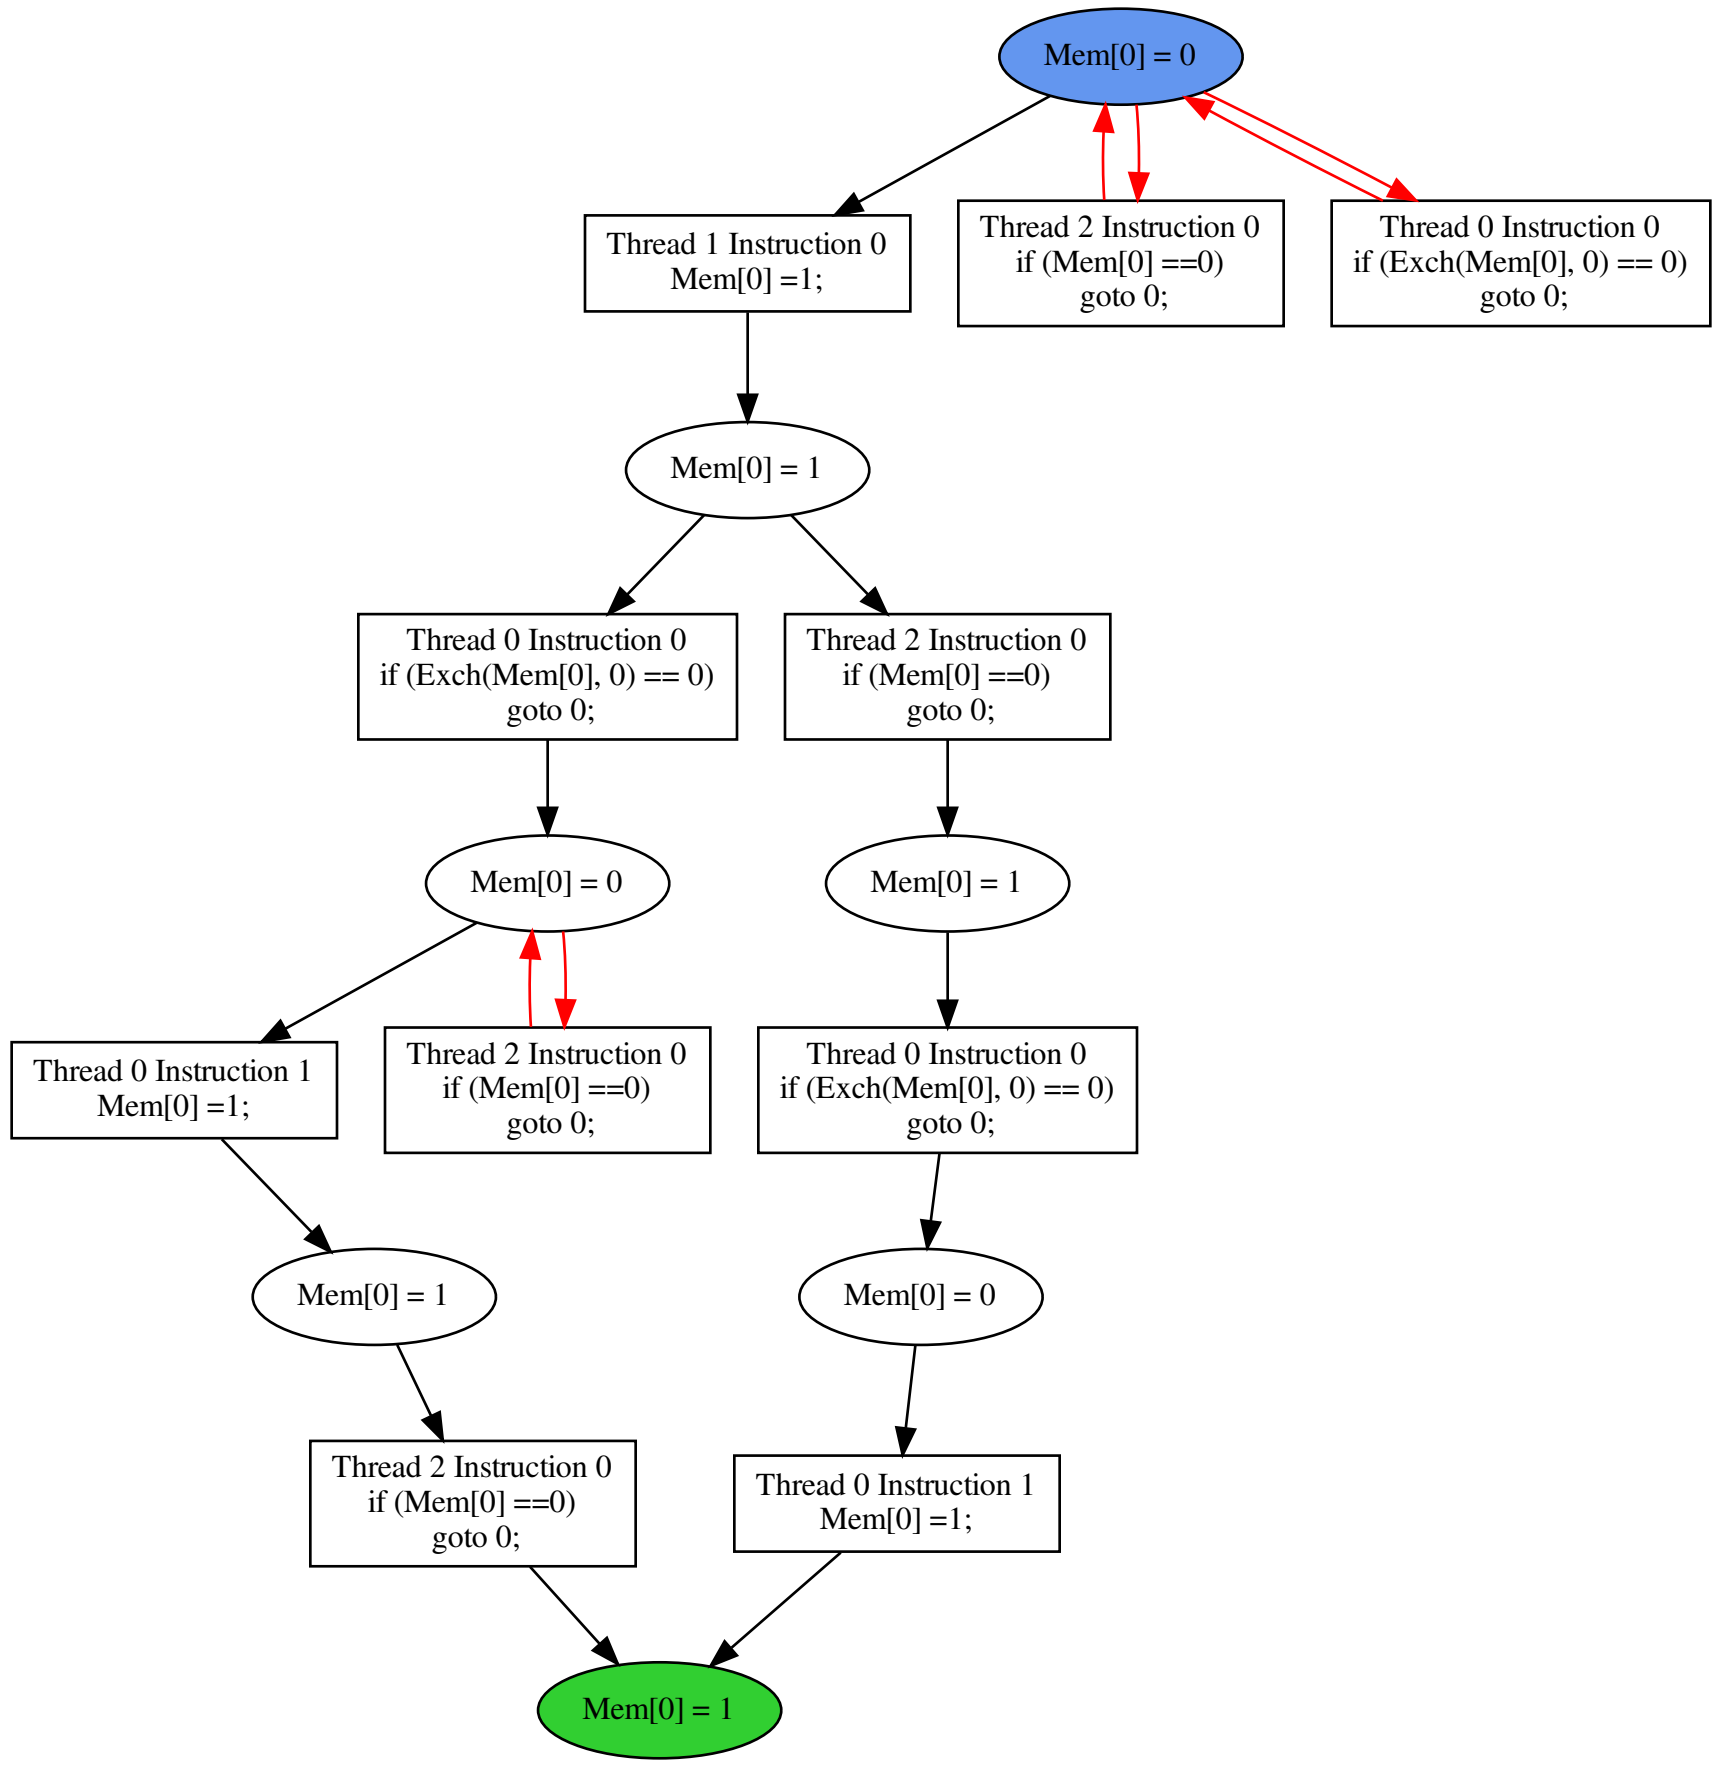 Mem[0] = 0
Thread 1 Instruction 0
Mem[0] =1;
Thread 2 Instruction 0
if (Mem[0] ==0)
goto 0;
Thread 0 Instruction 0
if (Exch(Mem[0], 0) == 0)
goto 0;
Mem[0] = 1
Thread 0 Instruction 0
if (Exch(Mem[0], 0) == 0)
goto 0;
Thread 2 Instruction 0
if (Mem[0] ==0)
goto 0;
Mem[0] = 0
Mem[0] = 1
Thread 0 Instruction 1
Mem[0] =1;
Thread 2 Instruction 0
if (Mem[0] ==0)
goto 0;
Thread 0 Instruction 0
if (Exch(Mem[0], 0) == 0)
goto 0;
Mem[0] = 1
Mem[0] = 0
Thread 2 Instruction 0
if (Mem[0] ==0)
goto 0;
Thread 0 Instruction 1
Mem[0] =1;
Mem[0] = 1